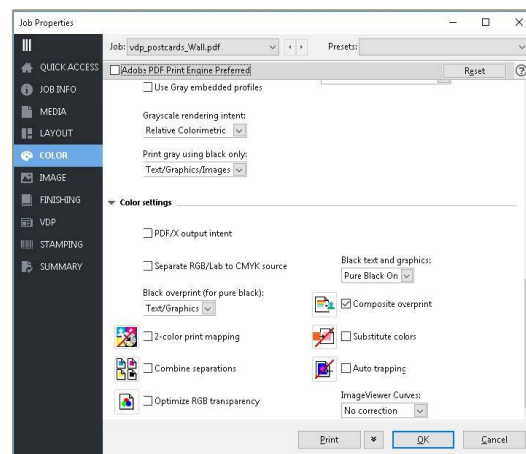 Job Properties
Job: vdp_postcards_Wall.pdf
Presets:
QUICK ACCESS
Adobe PDF Print Engine Preferred
Reset
JOB INFO
Use Gray embedded profiles
MEDIA
Grayscale rendering intent:
LAYOUT
Relative Colorimetric
COLOR
Print gray using black only:
IMAGE
Text/Graphics/Images
FINISHING
Color settings
VDP
PDF/X output intent
STAMPING
Separate RGB/Lab to CMYK source
Black text and graphics:
SUMMARY
Pure Black On
Black overprint (for pure black):
Text/Graphics
Composite overprint
2-color print mapping
Substitute colors
Combine separations
Auto trapping
Optimize RGB transparency
ImageViewer Curves:
No correction
Print
OK
Cancel